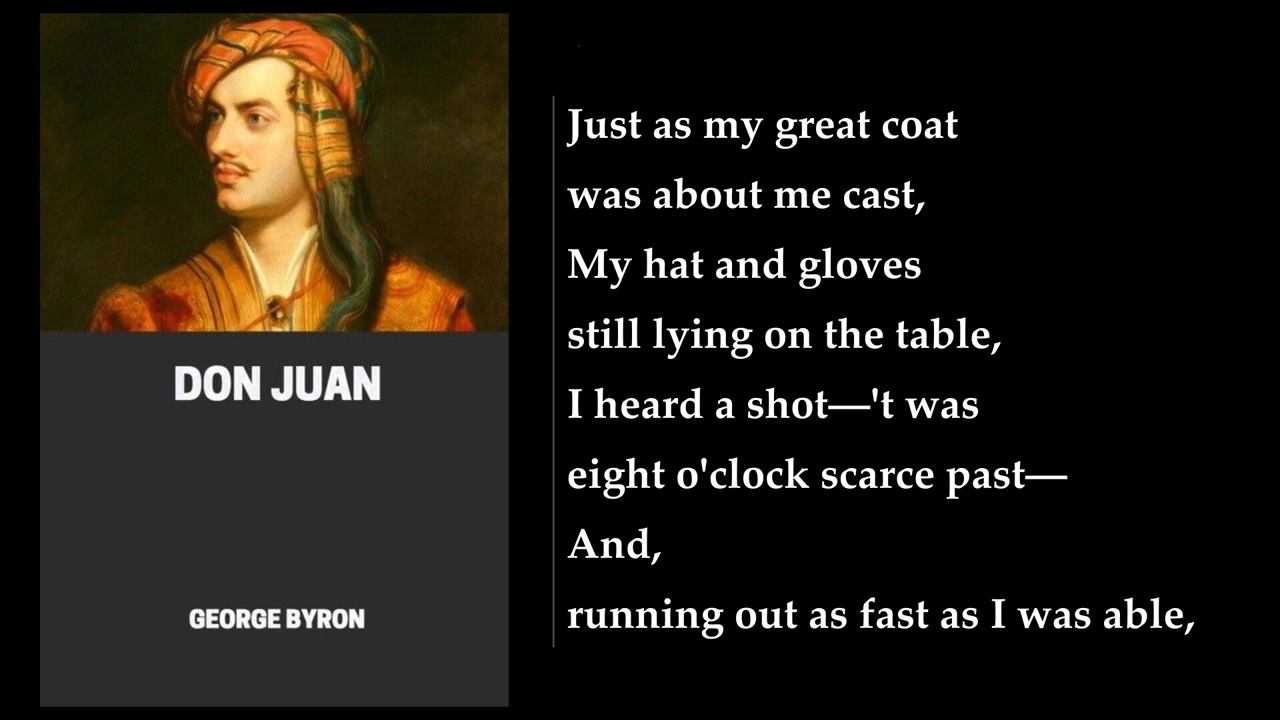 DON JUAN
GEORGE BYRON
Just as my great coat
was about me cast,
My hat and gloves
still lying on the table,
I heard a shot—'t was
eight o'clock scarce past—
And,
running out as fast as I was able,